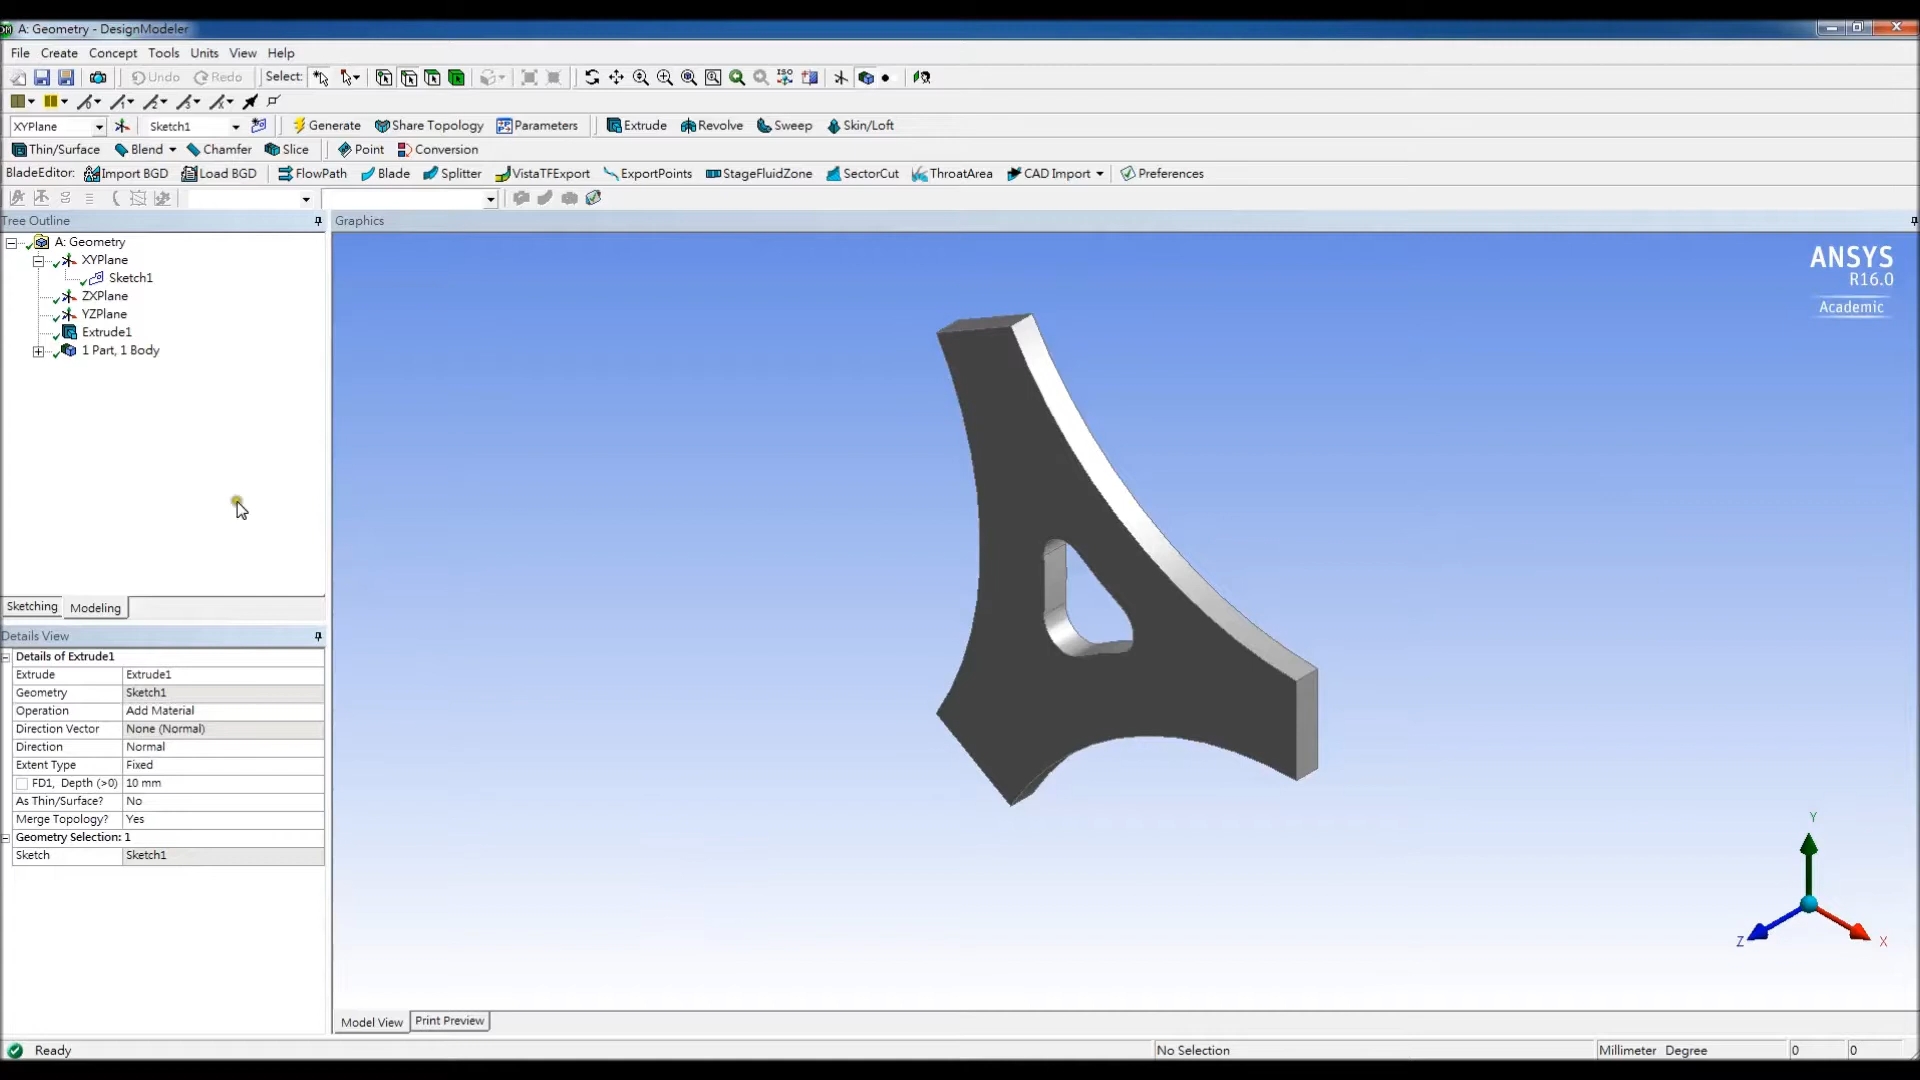 A: Geometry - DesignModeler
File Create Concept Tools Units View Help
Undo Redo Select: ISO
XYPlane Sketch1 Generate Share Topology Parameters Extrude Revolve Sweep Skin/Loft
Thin/Surface Blend Chamfer Slice Point Conversion
BladeEditor: Import BGD Load BGD FlowPath Blade Splitter VistaTFExport ExportPoints StageFluidZone SectorCut ThroatArea CAD Import Preferences
Tree Outline
Graphics
A: Geometry
XYPlane
Sketch1
ZXPlane
YZPlane
Extrude1
1 Part, 1 Body
ANSYS
R16.0
Academic
Sketching Modeling
Details View
Details of Extrude1
Extrude Extrude1
Geometry Sketch1
Operation Add Material
Direction Vector None (Normal)
Direction Normal
Extent Type Fixed
FD1, Depth (>0) 10 mm
As Thin/Surface? No
Merge Topology? Yes
Geometry Selection: 1
Sketch Sketch1
Y
Z
X
Model View Print Preview
Ready No Selection Millimeter Degree 0 0